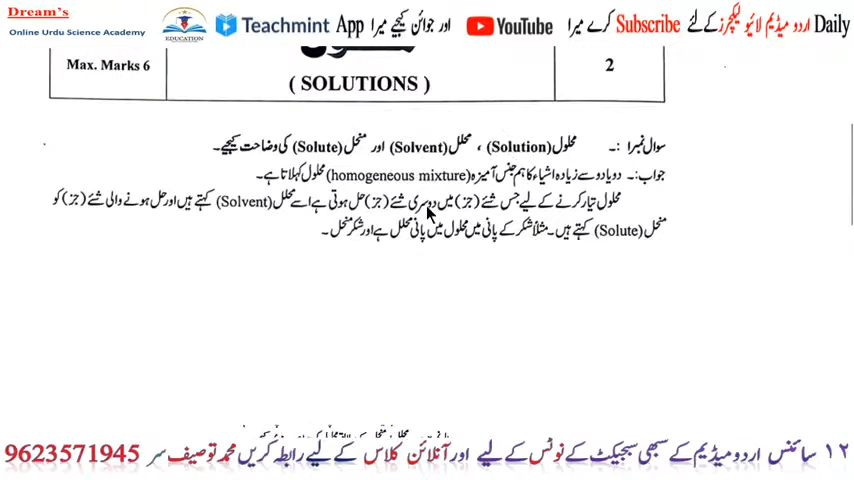 Dream's
Online Urdu Science Academy
EDUCATION
Teachmint App اور جوائن کیجیے میرا
YouTube
Daily اردو میڈیم لائیو لیکچرز کے لئے Subscribe کرے میرا
Max. Marks 6
( SOLUTIONS )
2
سوال نمبر ا :۔ محلول (Solution) ، محلل (Solvent) اور منحل (Solute) کی وضاحت کیجیے۔
جواب:۔ دو یا دو سے زیادہ اشیاء کا ہم جنس آمیزہ (homogeneous mixture) محلول کہلاتا ہے۔
محلول تیار کرنے کے لیے جس شئے (جز) میں دوسری شئے (جز) حل ہوتی ہے اسے محلل (Solvent) کہتے ہیں اور حل ہونے والی شئے (جز) کو
منحل (Solute) کہتے ہیں۔ مثلاً شکر کے پانی میں محلول میں پانی محلل ہے اور شکر منحل۔
۱۲ سائنس اردو میڈیم کے سبھی سبجیکٹ کے نوٹس کے لیے اور آنلائن کلاس کے لیے رابطہ کریں محمد توصیف سر 9623571945